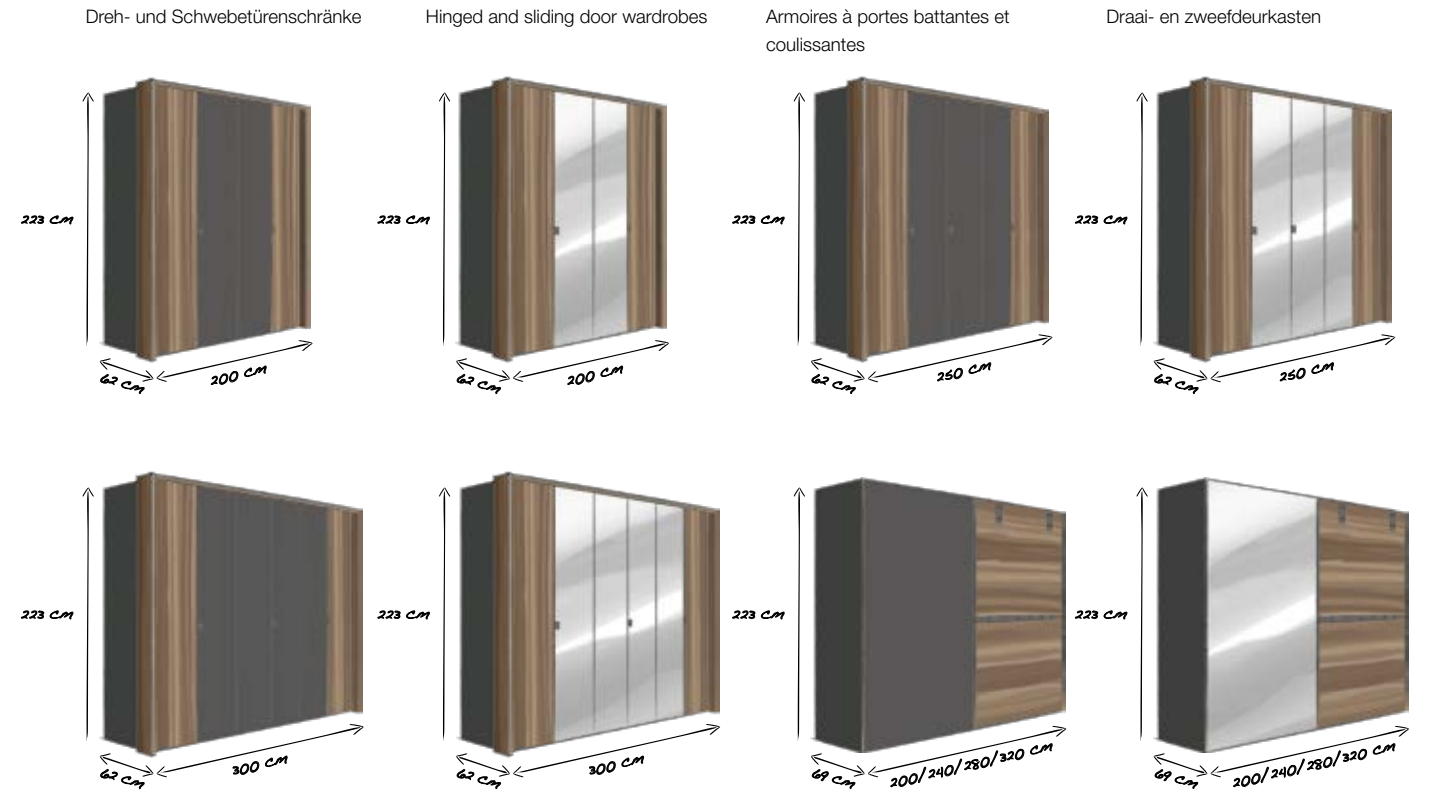 Dreh- und Schwebetürenschränke
Hinged and sliding door wardrobes
Armoires à portes battantes et
coulissantes
Draai- en zweefdeurkasten
223 cm
62 cm
200 cm
223 cm
62 cm
200 cm
223 cm
62 cm
250 cm
223 cm
62 cm
250 cm
223 cm
62 cm
300 cm
223 cm
62 cm
300 cm
223 cm
69 cm
200/240/280/320 cm
223 cm
69 cm
200/240/280/320 cm